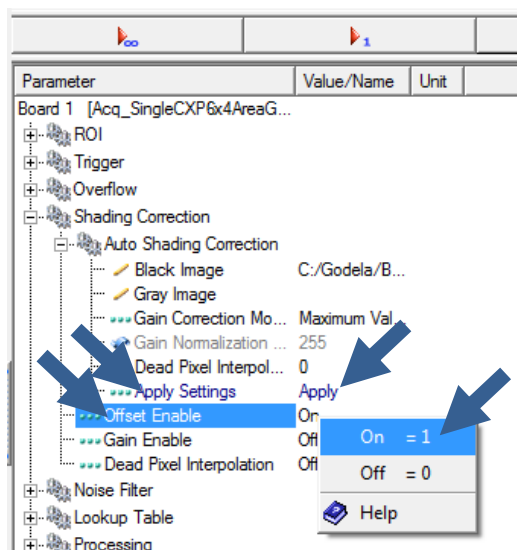 ∞ 1
Parameter Value/Name Unit
Board 1 [Acq_SingleCXP6x4AreaG...
ROI
Trigger
Overflow
Shading Correction
Auto Shading Correction
Black Image C:/Godela/B...
Gray Image
Gain Correction Mo... Maximum Val...
Gain Normalization ... 255
Dead Pixel Interpol... 0
Apply Settings Apply
Offset Enable On
Gain Enable Off
Dead Pixel Interpolation Off
On = 1
Off = 0
Help
Noise Filter
Lookup Table
Processing